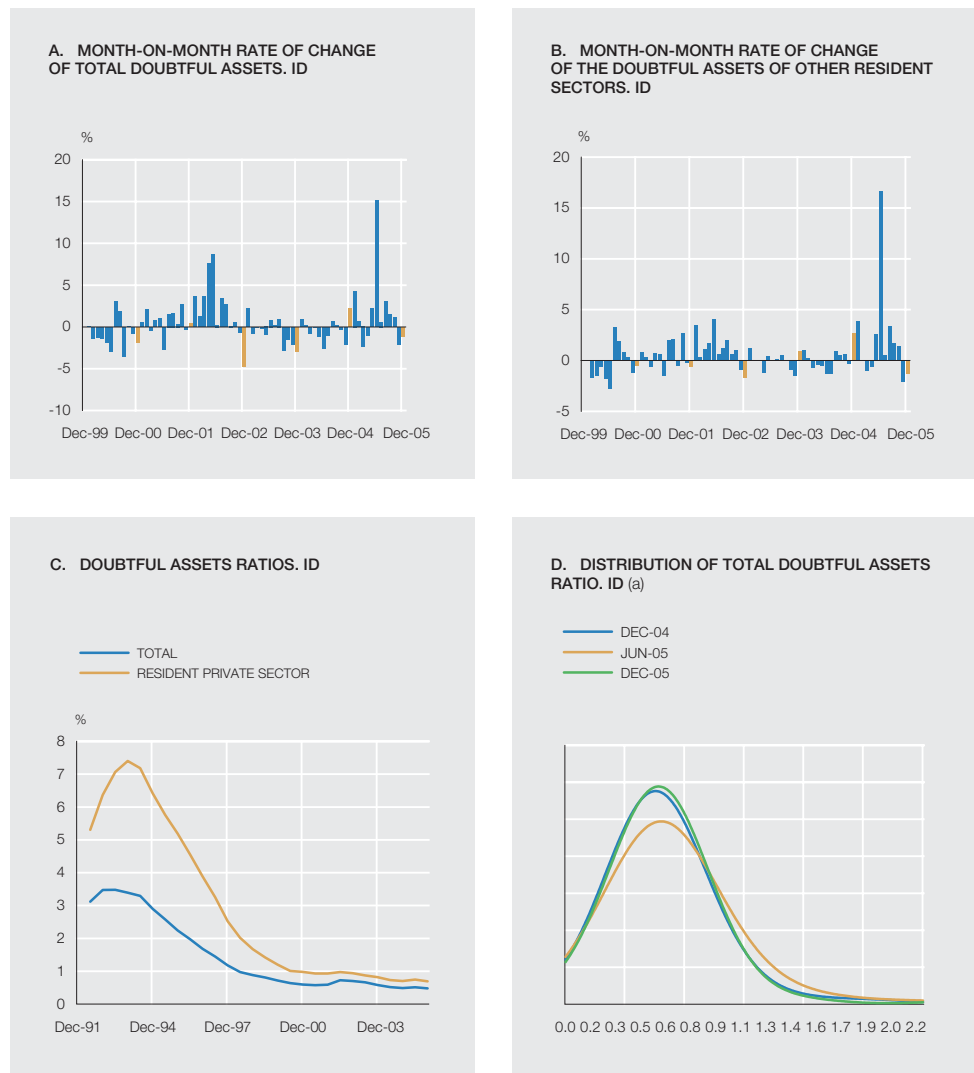 A. MONTH-ON-MONTH RATE OF CHANGE
OF TOTAL DOUBTFUL ASSETS. ID
%
20
15
10
5
0
-5
-10
Dec-99 Dec-00 Dec-01 Dec-02 Dec-03 Dec-04 Dec-05
B. MONTH-ON-MONTH RATE OF CHANGE
OF THE DOUBTFUL ASSETS OF OTHER RESIDENT
SECTORS. ID
%
20
15
10
5
0
-5
Dec-99 Dec-00 Dec-01 Dec-02 Dec-03 Dec-04 Dec-05
C. DOUBTFUL ASSETS RATIOS. ID
TOTAL
RESIDENT PRIVATE SECTOR
%
8
7
6
5
4
3
2
1
0
Dec-91 Dec-94 Dec-97 Dec-00 Dec-03
D. DISTRIBUTION OF TOTAL DOUBTFUL ASSETS
RATIO. ID (a)
DEC-04
JUN-05
DEC-05
0.0 0.2 0.3 0.5 0.6 0.8 0.9 1.1 1.3 1.4 1.6 1.7 1.9 2.0 2.2